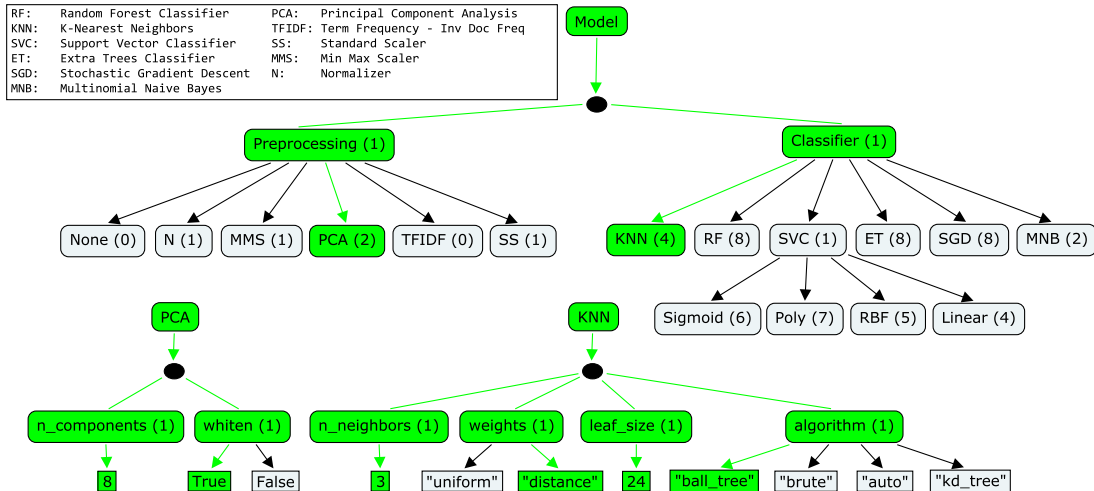 RF: Random Forest Classifier PCA: Principal Component Analysis
KNN: K-Nearest Neighbors TFIDF: Term Frequency - Inv Doc Freq
SVC: Support Vector Classifier SS: Standard Scaler
ET: Extra Trees Classifier MMS: Min Max Scaler
SGD: Stochastic Gradient Descent N: Normalizer
MNB: Multinomial Naive Bayes
Model
Preprocessing (1) Classifier (1)
None (0) N (1) MMS (1) PCA (2) TFIDF (0) SS (1) KNN (4) RF (8) SVC (1) ET (8) SGD (8) MNB (2)
Sigmoid (6) Poly (7) RBF (5) Linear (4)
PCA KNN
n_components (1) whiten (1) n_neighbors (1) weights (1) leaf_size (1) algorithm (1)
8 True False 3 "uniform" "distance" 24 "ball_tree" "brute" "auto" "kd_tree"